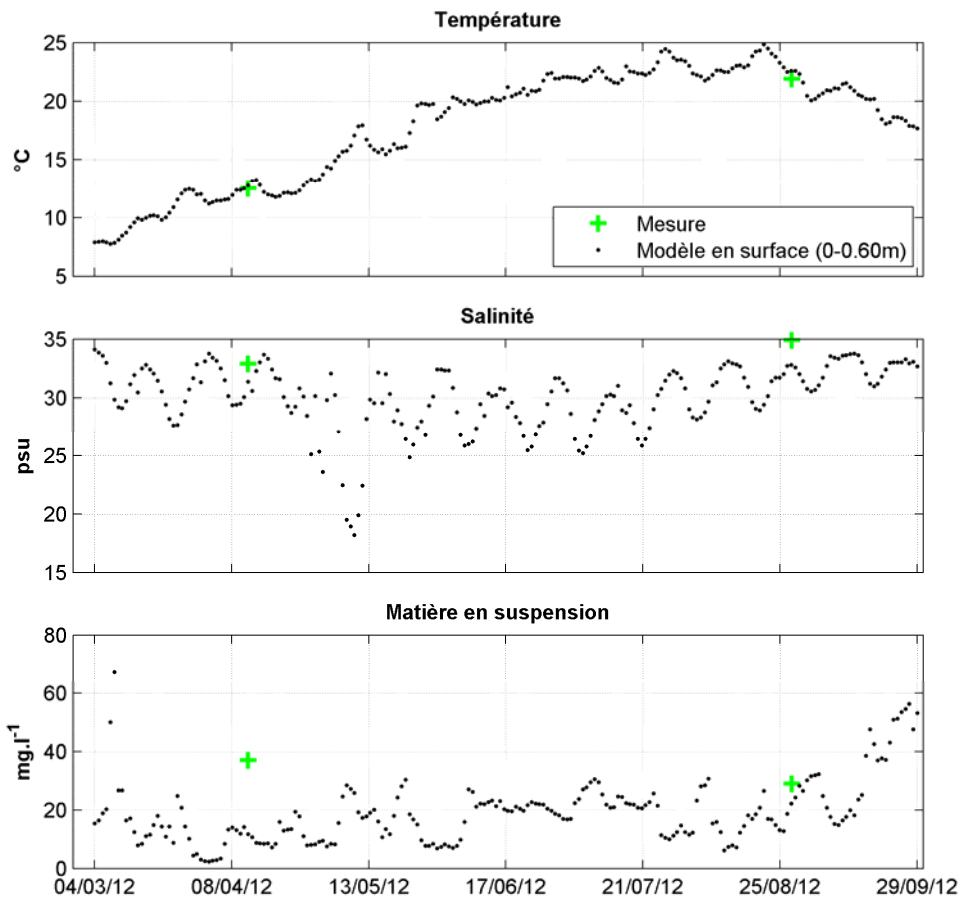 Température
25
20
15
10
5
°C
Mesure
Modèle en surface (0-0.60m)
Salinité
35
30
25
20
15
psu
Matière en suspension
80
60
40
20
0
mg.l-1
04/03/12 08/04/12 13/05/12 17/06/12 21/07/12 25/08/12 29/09/12